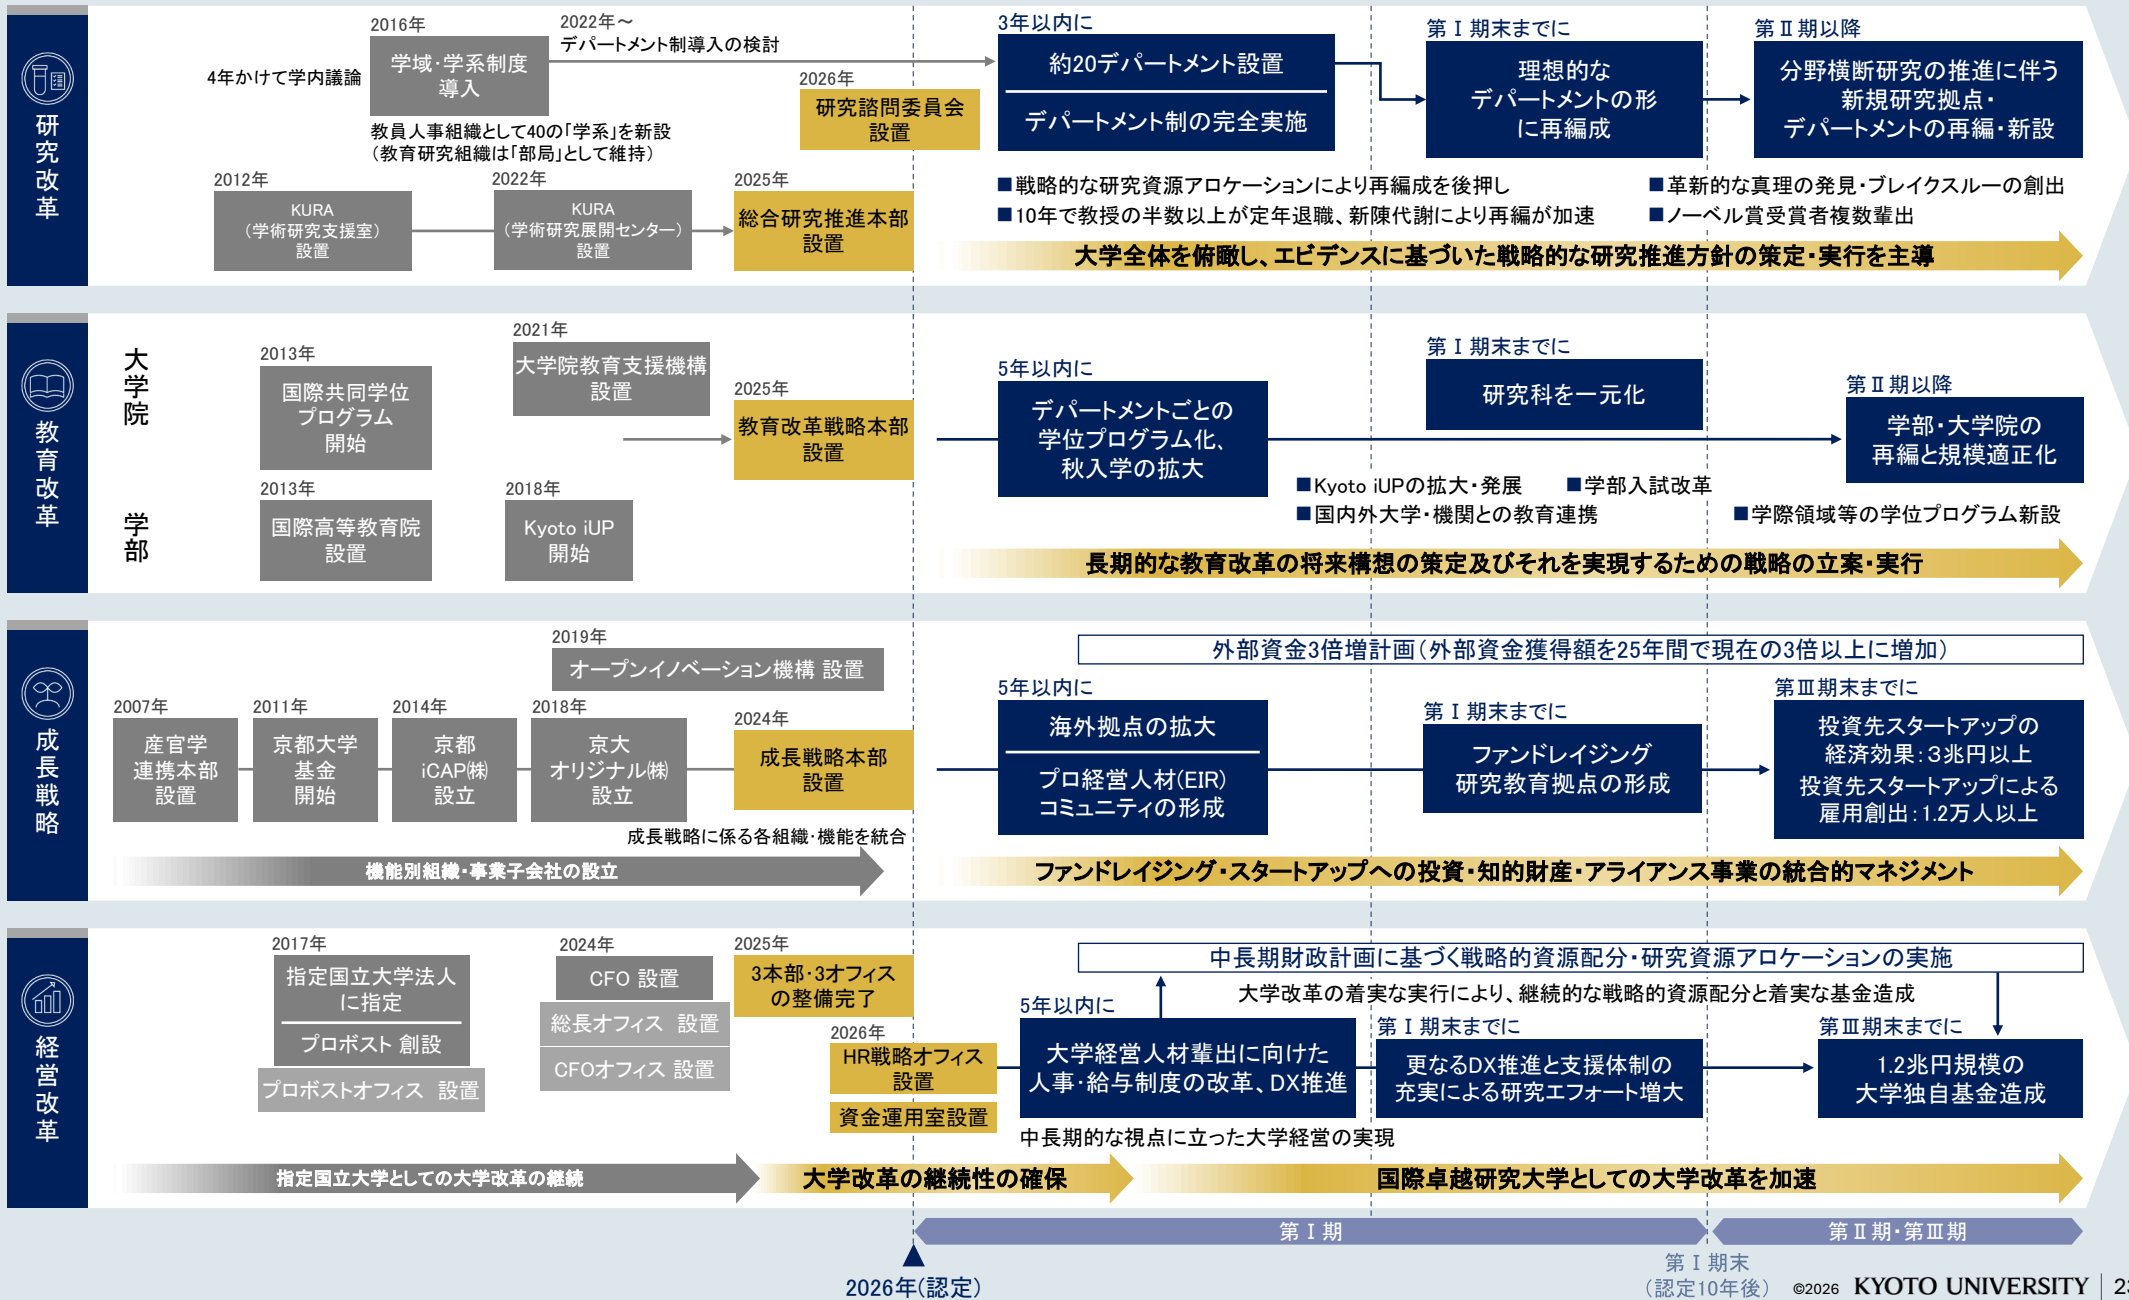 研究改革
2016年
学域・学系制度
導入
4年かけて学内議論
2022年～
デパートメント制導入の検討
教員人事組織として40の「学系」を新設
（教育研究組織は「部局」として維持）
2026年
研究諮問委員会
設置
3年以内に
約20デパートメント設置
デパートメント制の完全実施
第Ⅰ期末までに
理想的な
デパートメントの形
に再編成
第Ⅱ期以降
分野横断研究の推進に伴う
新規研究拠点・
デパートメントの再編・新設
2012年
KURA
（学術研究支援室）
設置
2022年
KURA
（学術研究展開センター）
設置
2025年
総合研究推進本部
設置
■戦略的な研究資源アロケーションにより再編成を後押し
■10年で教授の半数以上が定年退職、新陳代謝により再編が加速
■革新的な真理の発見・ブレイクスルーの創出
■ノーベル賞受賞者複数輩出
大学全体を俯瞰し、エビデンスに基づいた戦略的な研究推進方針の策定・実行を主導
教育改革
大学院
2013年
国際共同学位
プログラム
開始
2021年
大学院教育支援機構
設置
2025年
教育改革戦略本部
設置
5年以内に
デパートメントごとの
学位プログラム化、
秋入学の拡大
第Ⅰ期末までに
研究科を一元化
第Ⅱ期以降
学部・大学院の
再編と規模適正化
学部
2013年
国際高等教育院
設置
2018年
Kyoto iUP
開始
■Kyoto iUPの拡大・発展
■学部入試改革
■国内外大学・機関との教育連携
■学際領域等の学位プログラム新設
長期的な教育改革の将来構想の策定及びそれを実現するための戦略の立案・実行
成長戦略
2019年
オープンイノベーション機構 設置
外部資金3倍増計画（外部資金獲得額を25年間で現在の3倍以上に増加）
2007年
産官学
連携本部
設置
2011年
京都大学
基金
開始
2014年
京都
iCAP㈱
設立
2018年
京大
オリジナル㈱
設立
2024年
成長戦略本部
設置
成長戦略に係る各組織・機能を統合
5年以内に
海外拠点の拡大
プロ経営人材(EIR)
コミュニティの形成
第Ⅰ期末までに
ファンドレイジング
研究教育拠点の形成
第Ⅲ期末までに
投資先スタートアップの
経済効果：3兆円以上
投資先スタートアップによる
雇用創出：1.2万人以上
機能別組織・事業子会社の設立
ファンドレイジング・スタートアップへの投資・知的財産・アライアンス事業の統合的マネジメント
経営改革
2017年
指定国立大学法人
に指定
プロボスト 創設
プロボストオフィス 設置
2024年
CFO 設置
総長オフィス 設置
CFOオフィス 設置
2025年
3本部・3オフィス
の整備完了
2026年
HR戦略オフィス
設置
資金運用室設置
中長期財政計画に基づく戦略的資源配分・研究資源アロケーションの実施
大学改革の着実な実行により、継続的な戦略的資源配分と着実な基金造成
5年以内に
大学経営人材輩出に向けた
人事・給与制度の改革、DX推進
第Ⅰ期末までに
更なるDX推進と支援体制の
充実による研究エフォート増大
第Ⅲ期末までに
1.2兆円規模の
大学独自基金造成
中長期的な視点に立った大学経営の実現
指定国立大学としての大学改革の継続
大学改革の継続性の確保
国際卓越研究大学としての大学改革を加速
第Ⅰ期
第Ⅱ期・第Ⅲ期
2026年(認定)
第Ⅰ期末
（認定10年後）
©2026 KYOTO UNIVERSITY